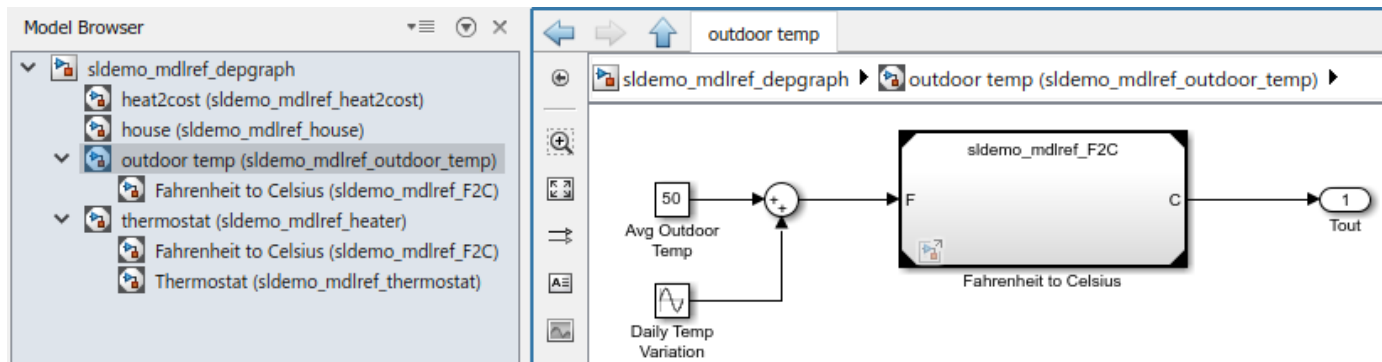 Model Browser
sldemo_mdlref_depgraph
heat2cost (sldemo_mdlref_heat2cost)
house (sldemo_mdlref_house)
outdoor temp (sldemo_mdlref_outdoor_temp)
Fahrenheit to Celsius (sldemo_mdlref_F2C)
thermostat (sldemo_mdlref_heater)
Fahrenheit to Celsius (sldemo_mdlref_F2C)
Thermostat (sldemo_mdlref_thermostat)
outdoor temp
sldemo_mdlref_depgraph
outdoor temp (sldemo_mdlref_outdoor_temp)
A
50
Avg Outdoor
Temp
Daily Temp
Variation
+
+
sldemo_mdlref_F2C
F
C
Fahrenheit to Celsius
1
Tout